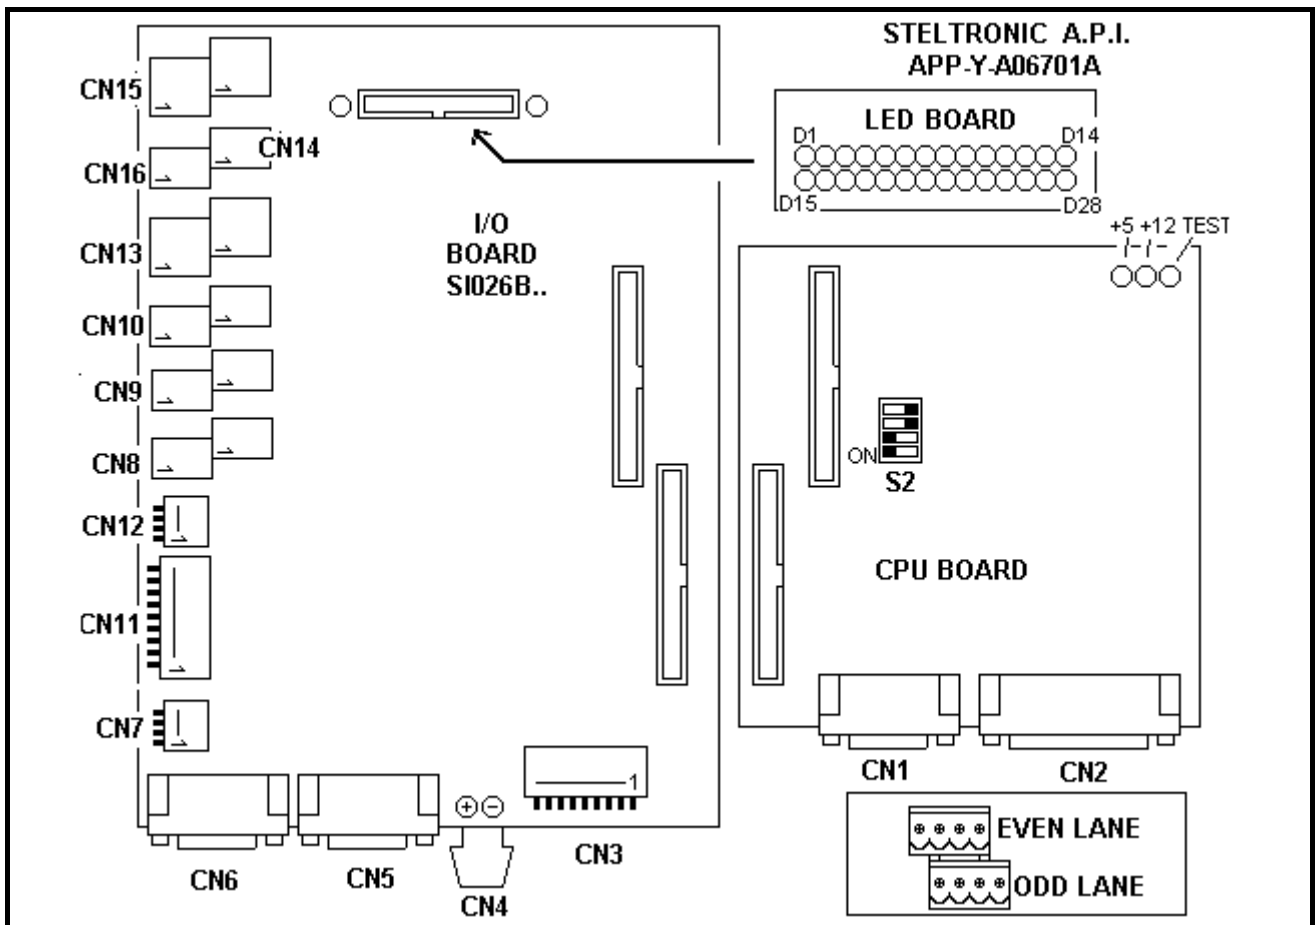 STELTRONIC A.P.I.
APP-Y-A06701A
LED BOARD
D1
D14
D15
D28
+5 +12 TEST
CN15
CN14
CN16
CN13
CN10
CN9
CN8
CN12
CN11
CN7
I/O
BOARD
SI026B..
ON
S2
CPU BOARD
1
CN6
CN5
CN4
CN3
CN1
CN2
EVEN LANE
ODD LANE